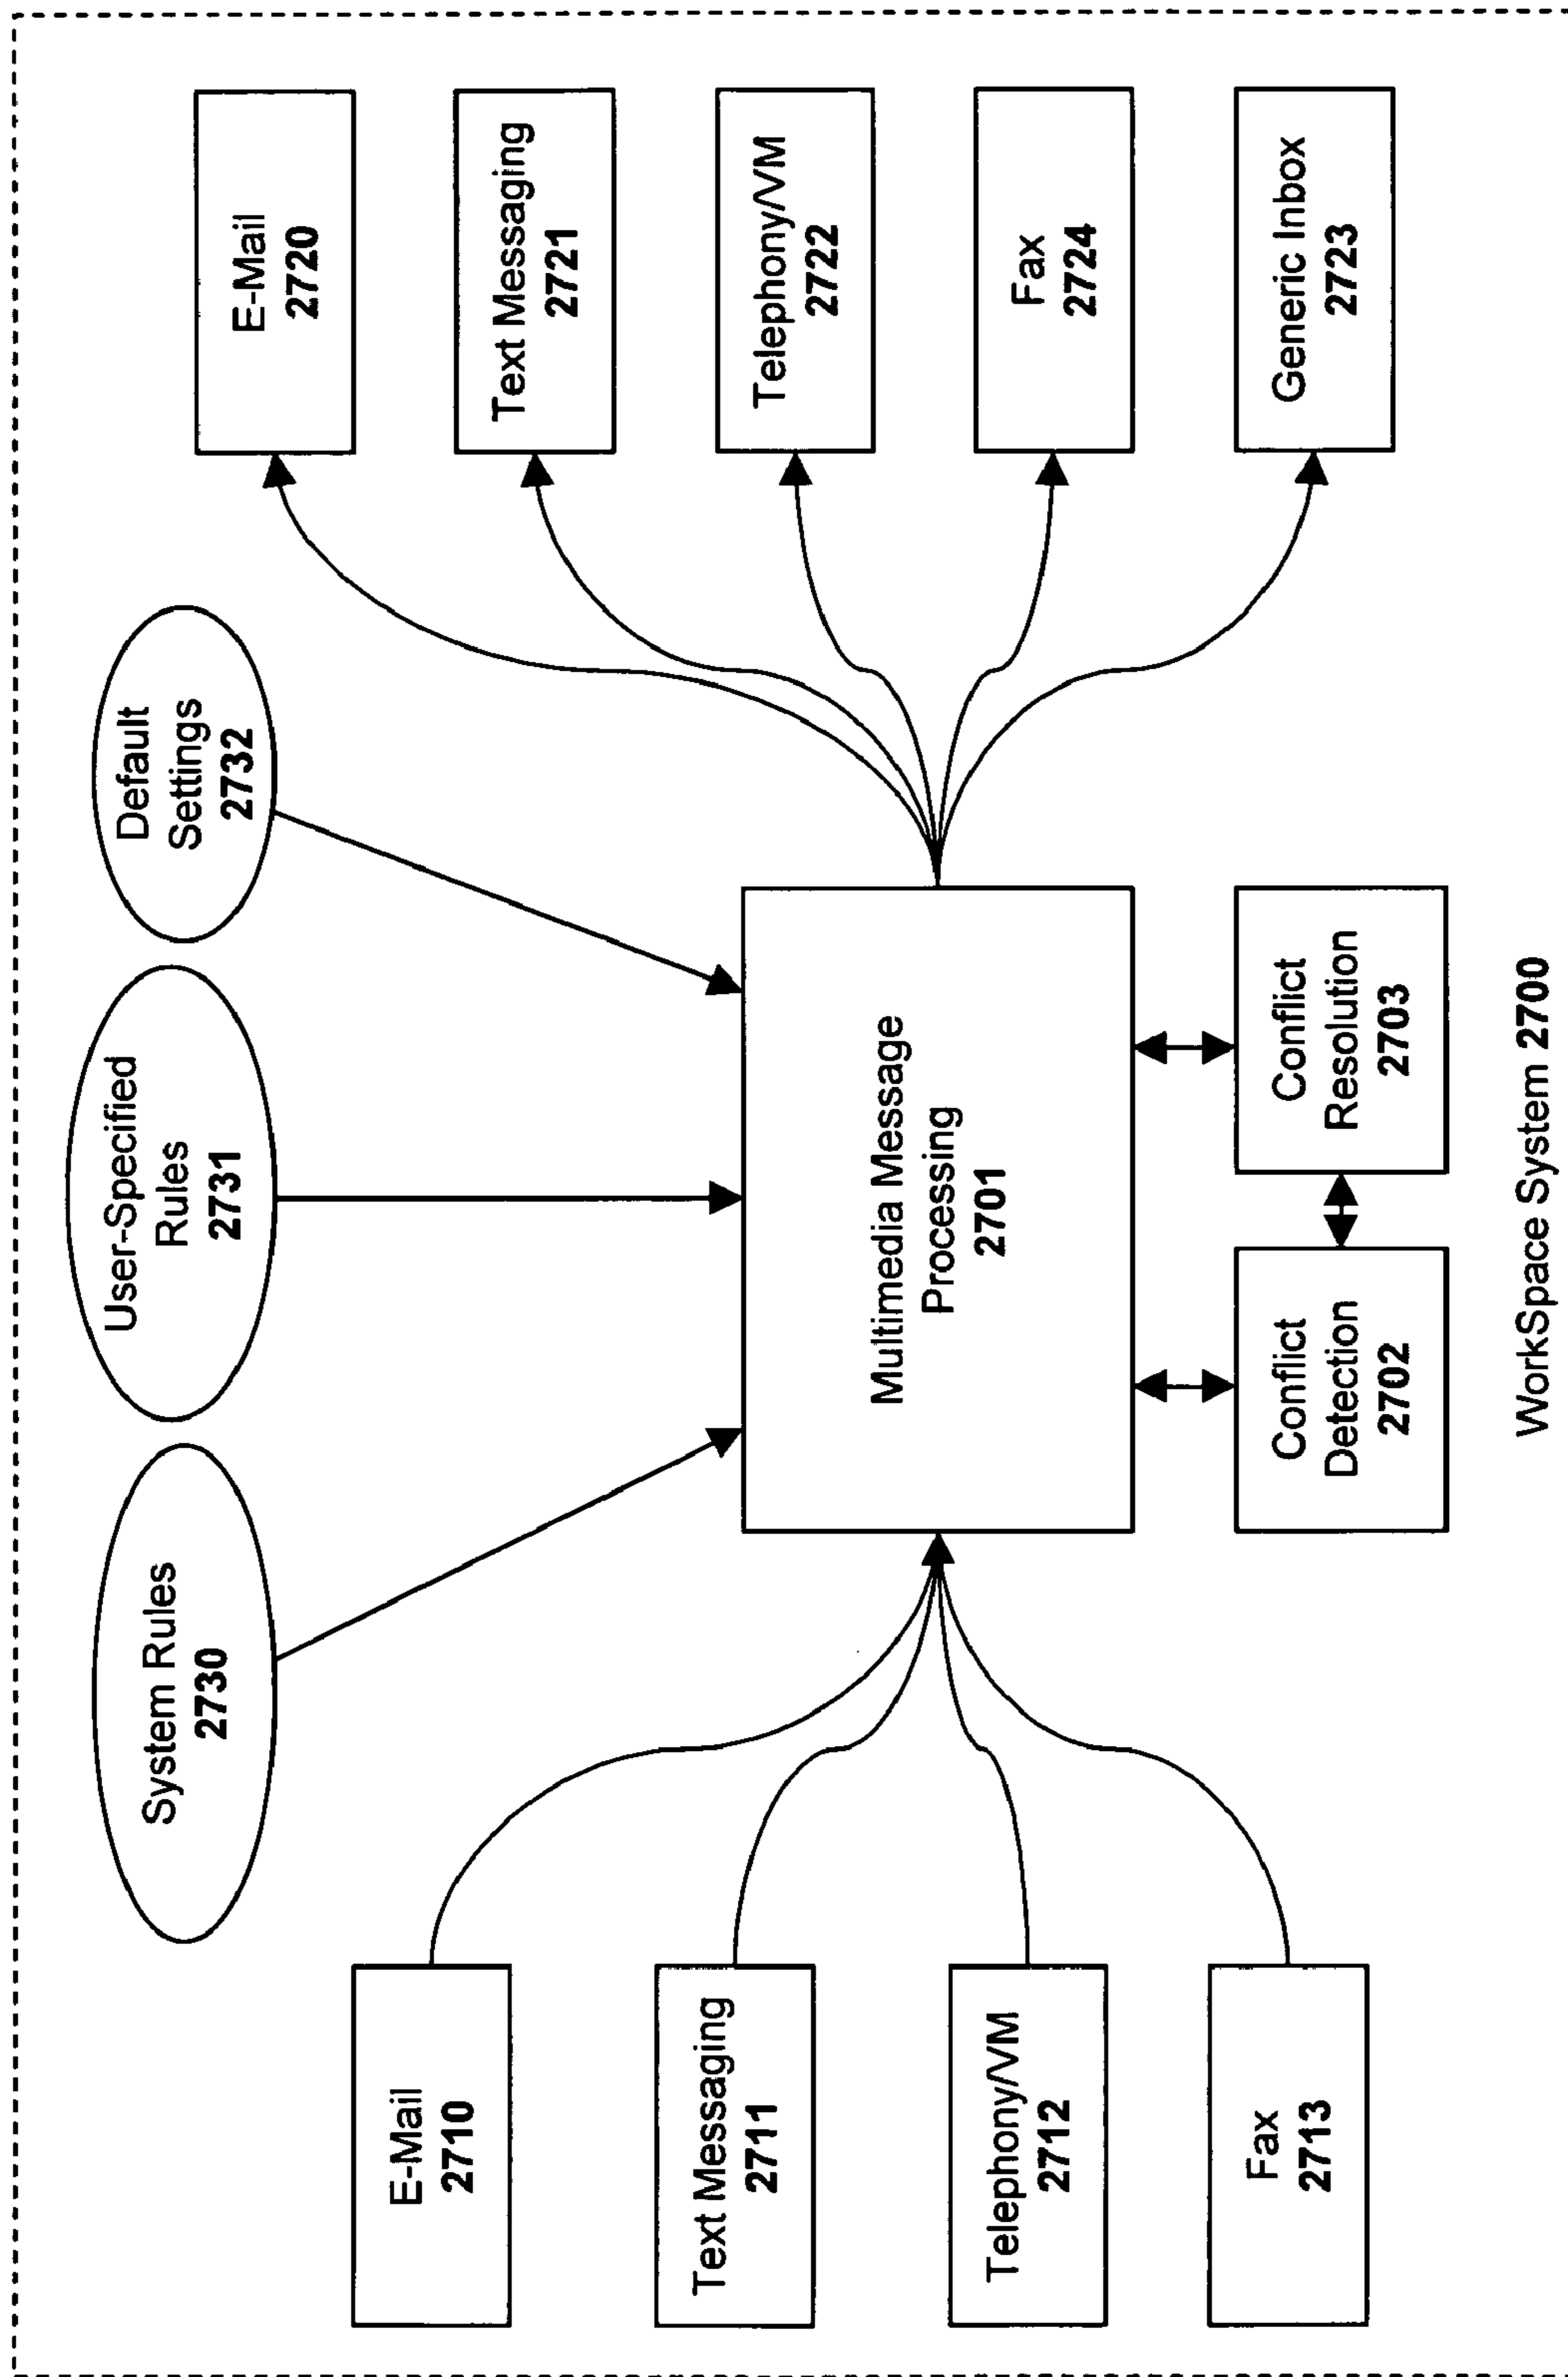 System Rules
2730
User-Specified
Rules
2731
Default
Settings
2732
E-Mail
2710
Text Messaging
2711
Telephony/VM
2712
Fax
2713
Multimedia Message
Processing
2701
Conflict
Detection
2702
Conflict
Resolution
2703
E-Mail
2720
Text Messaging
2721
Telephony/VM
2722
Fax
2724
Generic Inbox
2723
WorkSpace System 2700